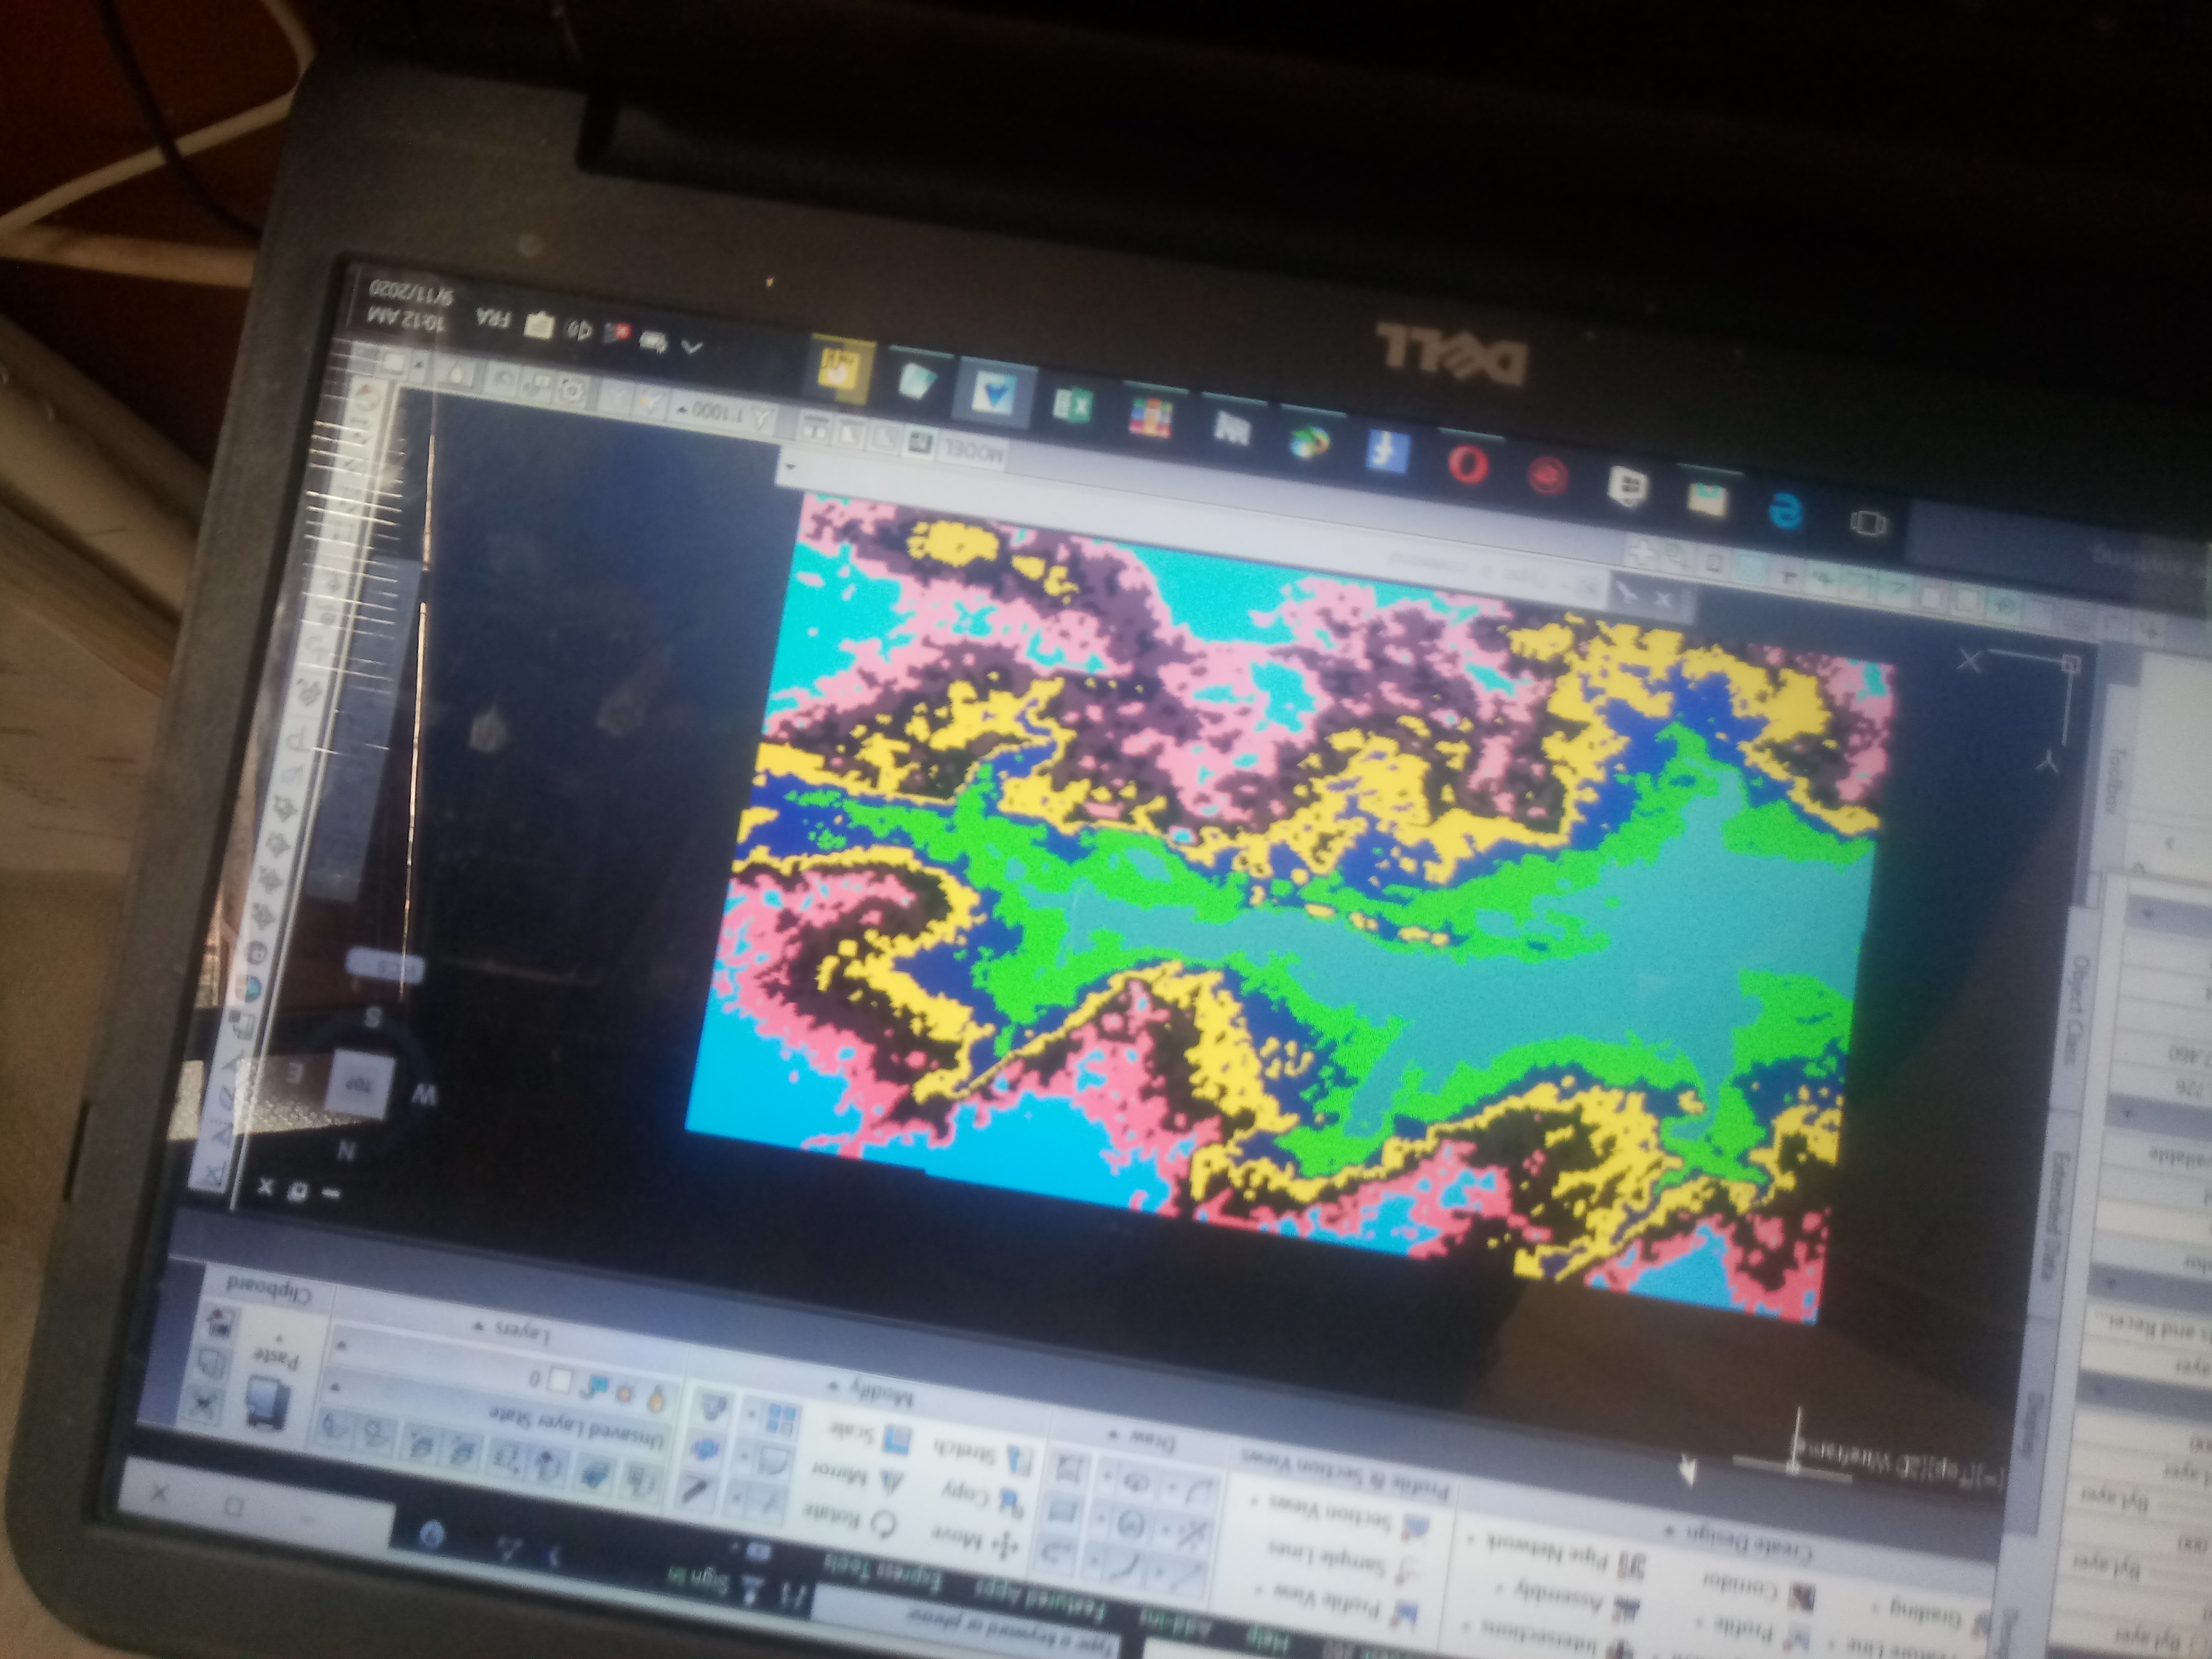 ByLayer
ByLayer
.000
ByLayer
Layer
ayer
ts and Recei...
olor
vailable
.726
7.460
Display
Extended Data
Object Class
Toolbox
Feature Line
Grading
Profile
Corridor
Intersections
Assembly
Pipe Network
Create Design
Profile View
Sample Lines
Section Views
Profile & Section Views
Help
Add-ins
Featured Apps
Express Tools
Type a keyword or phrase
Sign In
Draw
Move
Rotate
Copy
Mirror
Stretch
Scale
Modify
Unsaved Layer State
0
Layers
Paste
Clipboard
[-][Top][2D Wireframe]
N
W
TOP
E
S
Y
X
Type a command
anything
MODEL
1:1000
FRA
10:12 AM
9/11/2020
DELL